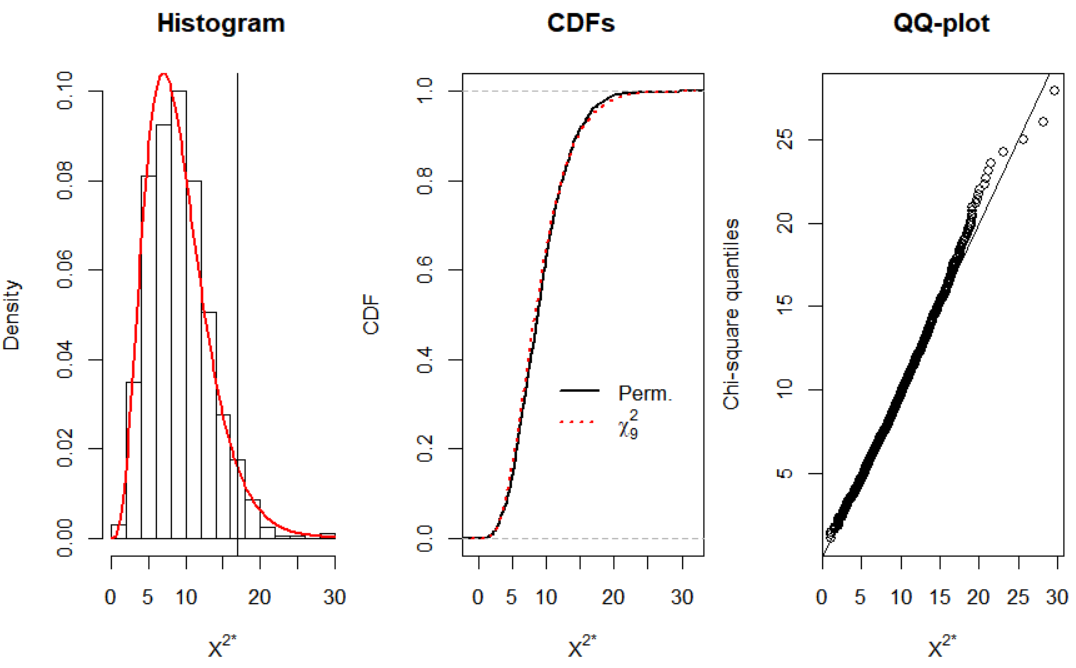 Histogram
Density
0.00 0.02 0.04 0.06 0.08 0.10
0 5 10 20 30
X²*
CDFs
CDF
0.0 0.2 0.4 0.6 0.8 1.0
Perm.
χ²₉
0 5 10 20 30
X²*
QQ-plot
Chi-square quantiles
5 10 15 20 25
0 5 10 15 20 25 30
X²*